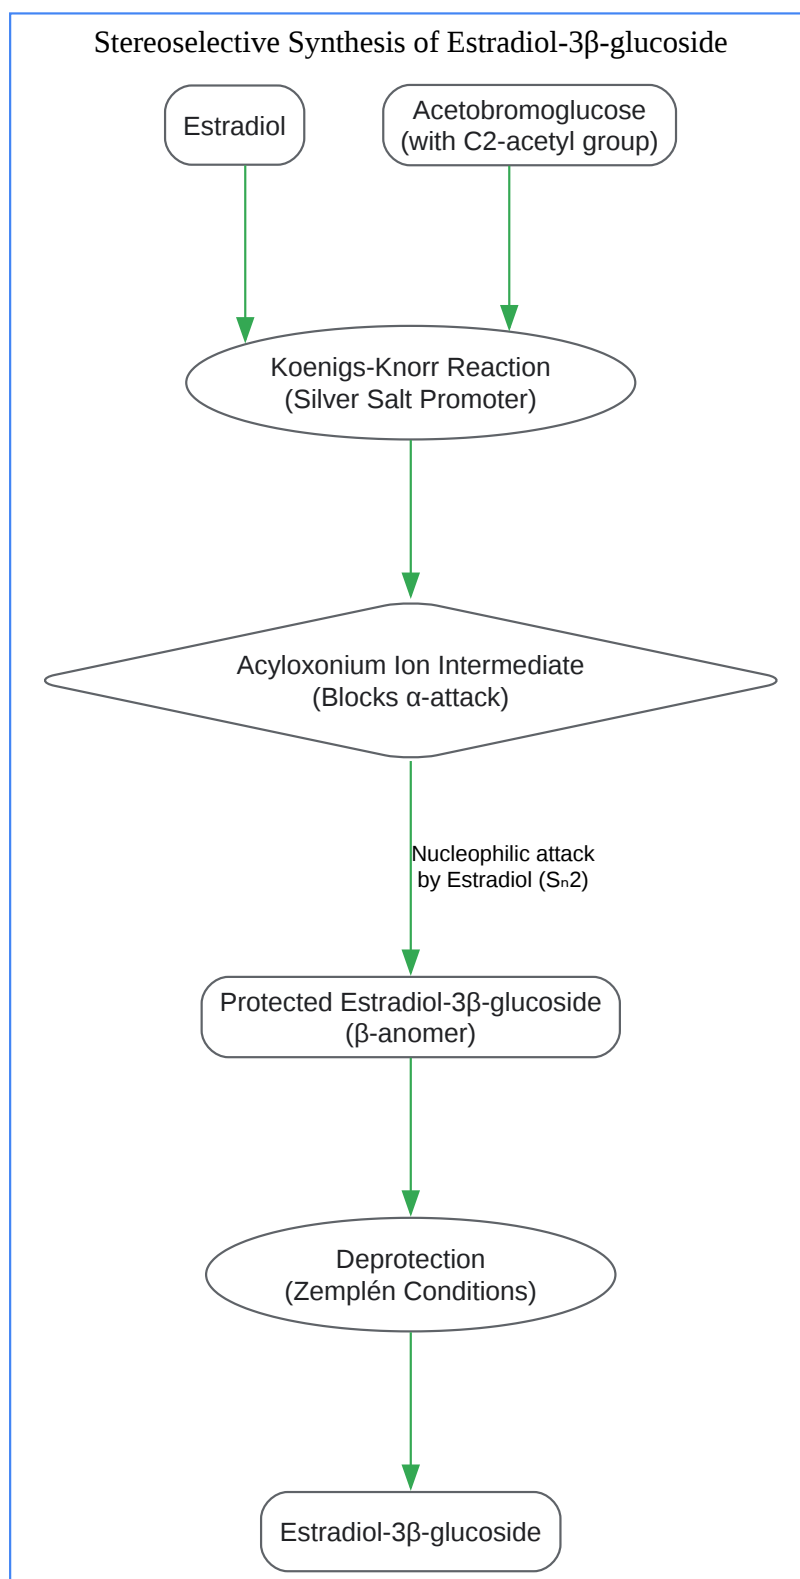 Stereoselective Synthesis of Estradiol-3β-glucoside
Estradiol
Acetobromoglucose
(with C2-acetyl group)
Koenigs-Knorr Reaction
(Silver Salt Promoter)
Acyloxonium Ion Intermediate
(Blocks α-attack)
Nucleophilic attack
by Estradiol (Sₙ2)
Protected Estradiol-3β-glucoside
(β-anomer)
Deprotection
(Zemplén Conditions)
Estradiol-3β-glucoside